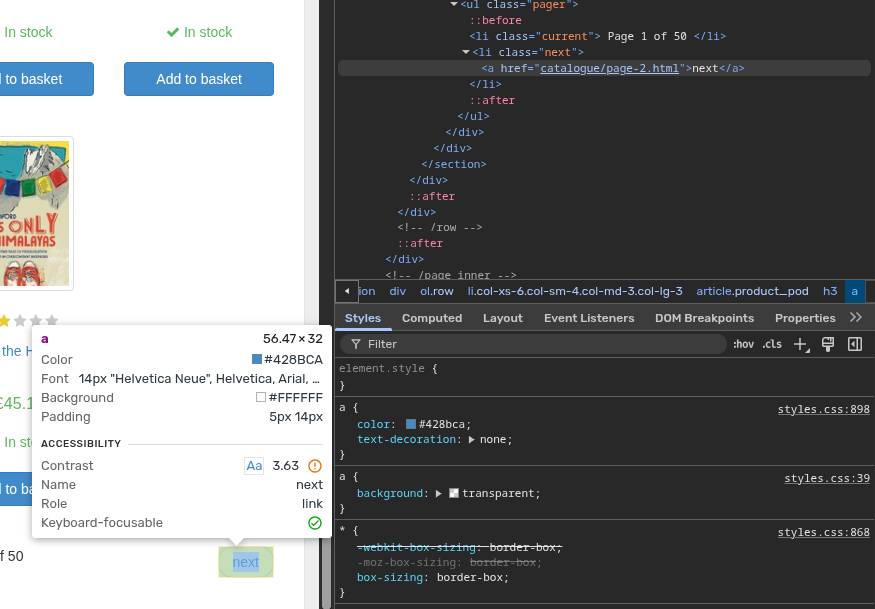 In stock
In stock
to basket
Add to basket
ONLY
HIMALAYAS
the H
£45.1
In sto
to ba
f 50
next
a 56.47×32
Color #428BCA
Font 14px "Helvetica Neue", Helvetica, Arial, …
Background #FFFFFF
Padding 5px 14px
ACCESSIBILITY
Contrast Aa 3.63
Name next
Role link
Keyboard-focusable
<ul class="pager">
::before
<li class="current"> Page 1 of 50 </li>
<li class="next">
<a href="catalogue/page-2.html">next</a>
</li>
::after
</ul>
</div>
</div>
</section>
</div>
::after
</div>
<!-- /row -->
::after
</div>
<!-- /page_inner -->
ion div ol.row li.col-xs-6.col-sm-4.col-md-3.col-lg-3 article.product_pod h3 a
Styles Computed Layout Event Listeners DOM Breakpoints Properties
Filter :hov .cls
element.style {
}
a { styles.css:898
color: #428bca;
text-decoration: none;
}
a { styles.css:39
background: transparent;
}
* { styles.css:868
-webkit-box-sizing: border-box;
-moz-box-sizing: border-box;
box-sizing: border-box;
}